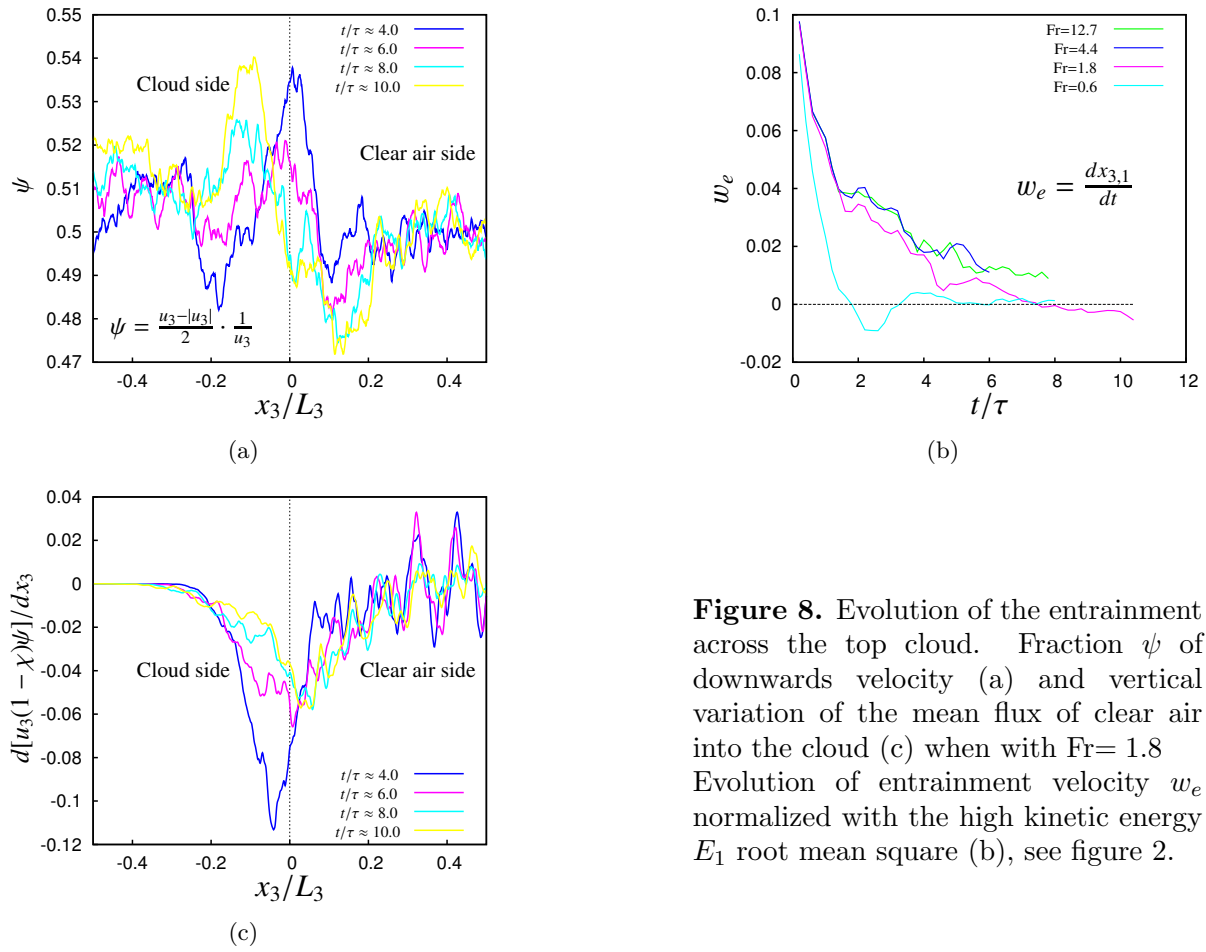 0.55
0.54
0.53
0.52
0.51
0.5
0.49
0.48
0.47
ψ
t/τ ≈ 4.0
t/τ ≈ 6.0
t/τ ≈ 8.0
t/τ ≈ 10.0
Cloud side
Clear air side
ψ = (u₃−|u₃|)/2 · 1/u₃
-0.4 -0.2 0 0.2 0.4
x₃/L₃
(a)
0.1
0.08
0.06
0.04
0.02
0
-0.02
wₑ
Fr=12.7
Fr=4.4
Fr=1.8
Fr=0.6
wₑ = dx₃,₁/dt
0 2 4 6 8 10 12
t/τ
(b)
0.04
0.02
0
-0.02
-0.04
-0.06
-0.08
-0.1
-0.12
d[u₃(1 − χ)ψ]/dx₃
Cloud side
Clear air side
t/τ ≈ 4.0
t/τ ≈ 6.0
t/τ ≈ 8.0
t/τ ≈ 10.0
-0.4 -0.2 0 0.2 0.4
x₃/L₃
(c)
Figure 8. Evolution of the entrainment
across the top cloud. Fraction ψ of
downwards velocity (a) and vertical
variation of the mean flux of clear air
into the cloud (c) when with Fr= 1.8
Evolution of entrainment velocity wₑ
normalized with the high kinetic energy
E₁ root mean square (b), see figure 2.